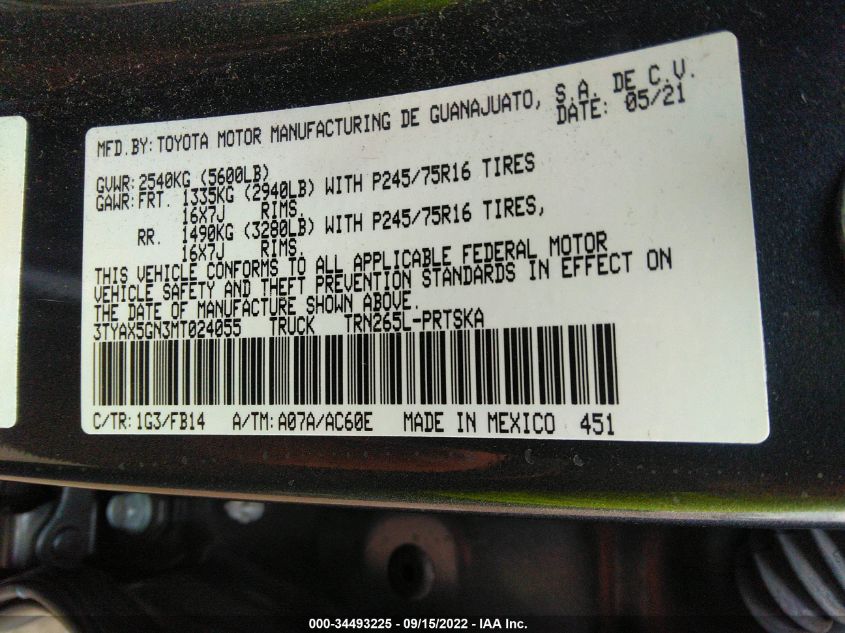 MFD.BY: TOYOTA MOTOR MANUFACTURING DE GUANAJUATO, S.A. DE C.V.
DATE: 05/21
GVWR: 2540KG (5600LB)
GAWR: FRT. 1335KG (2940LB) WITH P245/75R16 TIRES
16X7J RIMS.
RR. 1490KG (3280LB) WITH P245/75R16 TIRES,
16X7J RIMS.
THIS VEHICLE CONFORMS TO ALL APPLICABLE FEDERAL MOTOR
VEHICLE SAFETY AND THEFT PREVENTION STANDARDS IN EFFECT ON
THE DATE OF MANUFACTURE SHOWN ABOVE.
3TYAX5GN3MT024055 TRUCK TRN265L-PRTSKA
C/TR: 1G3/FB14 A/TM: A07A/AC60E MADE IN MEXICO 451
000-34493225 - 09/15/2022 - IAA Inc.